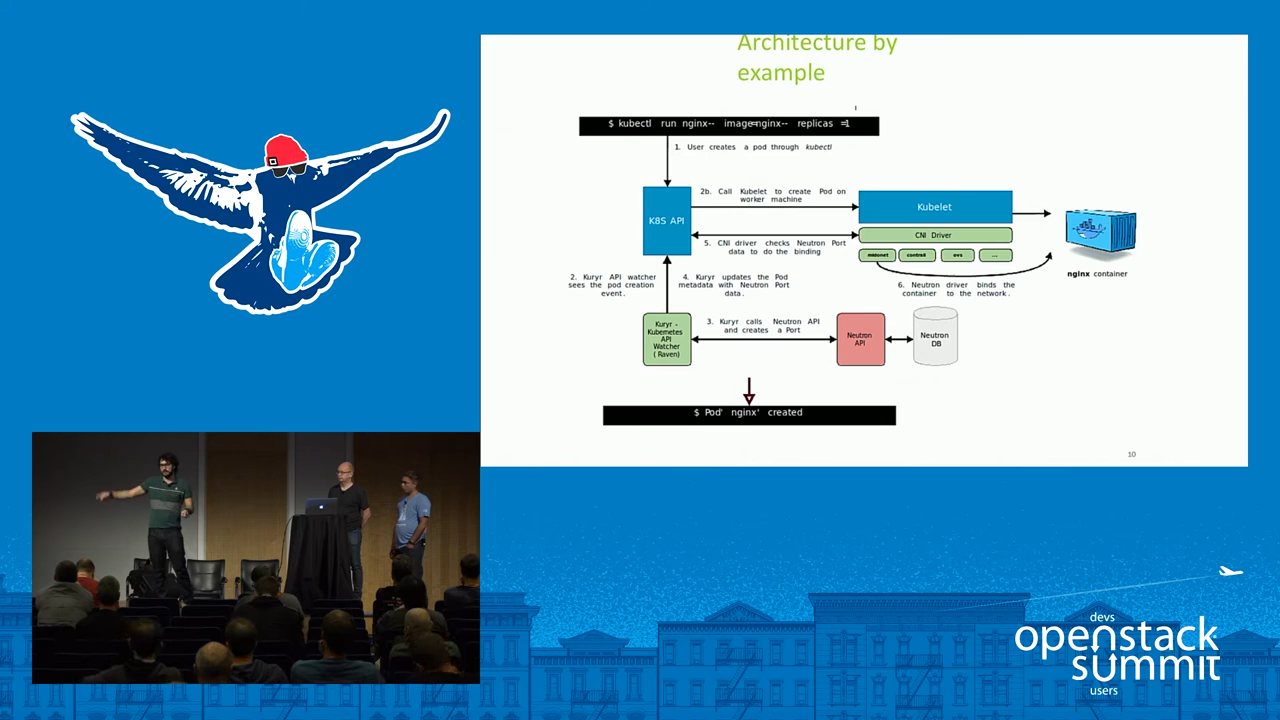 Architecture by
example
$ kubectl run nginx-- image=nginx-- replicas =1
1. User creates a pod through kubectl
2b. Call Kubelet to create Pod on
worker machine
K8S API
Kubelet
CNI Driver
5. CNI driver checks Neutron Port
data to do the binding
midonet
contrail
ovs
...
nginx container
2. Kuryr API watcher
sees the pod creation
event.
4. Kuryr updates the Pod
metadata with Neutron Port
data.
6. Neutron driver binds the
container to the network.
Kuryr -
Kubernetes
API
Watcher
( Raven)
3. Kuryr calls Neutron API
and creates a Port
Neutron
API
Neutron
DB
$ Pod' nginx' created
10
devs
openstack
summit
users